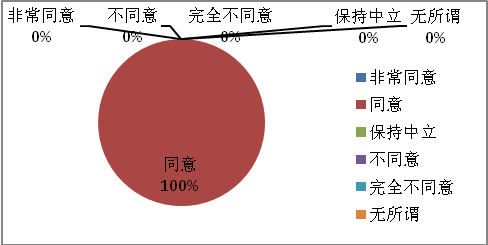 非常同意 不同意 完全不同意 保持中立 无所谓
0% 0% 0% 0% 0%
同意
100%
非常同意
同意
保持中立
不同意
完全不同意
无所谓